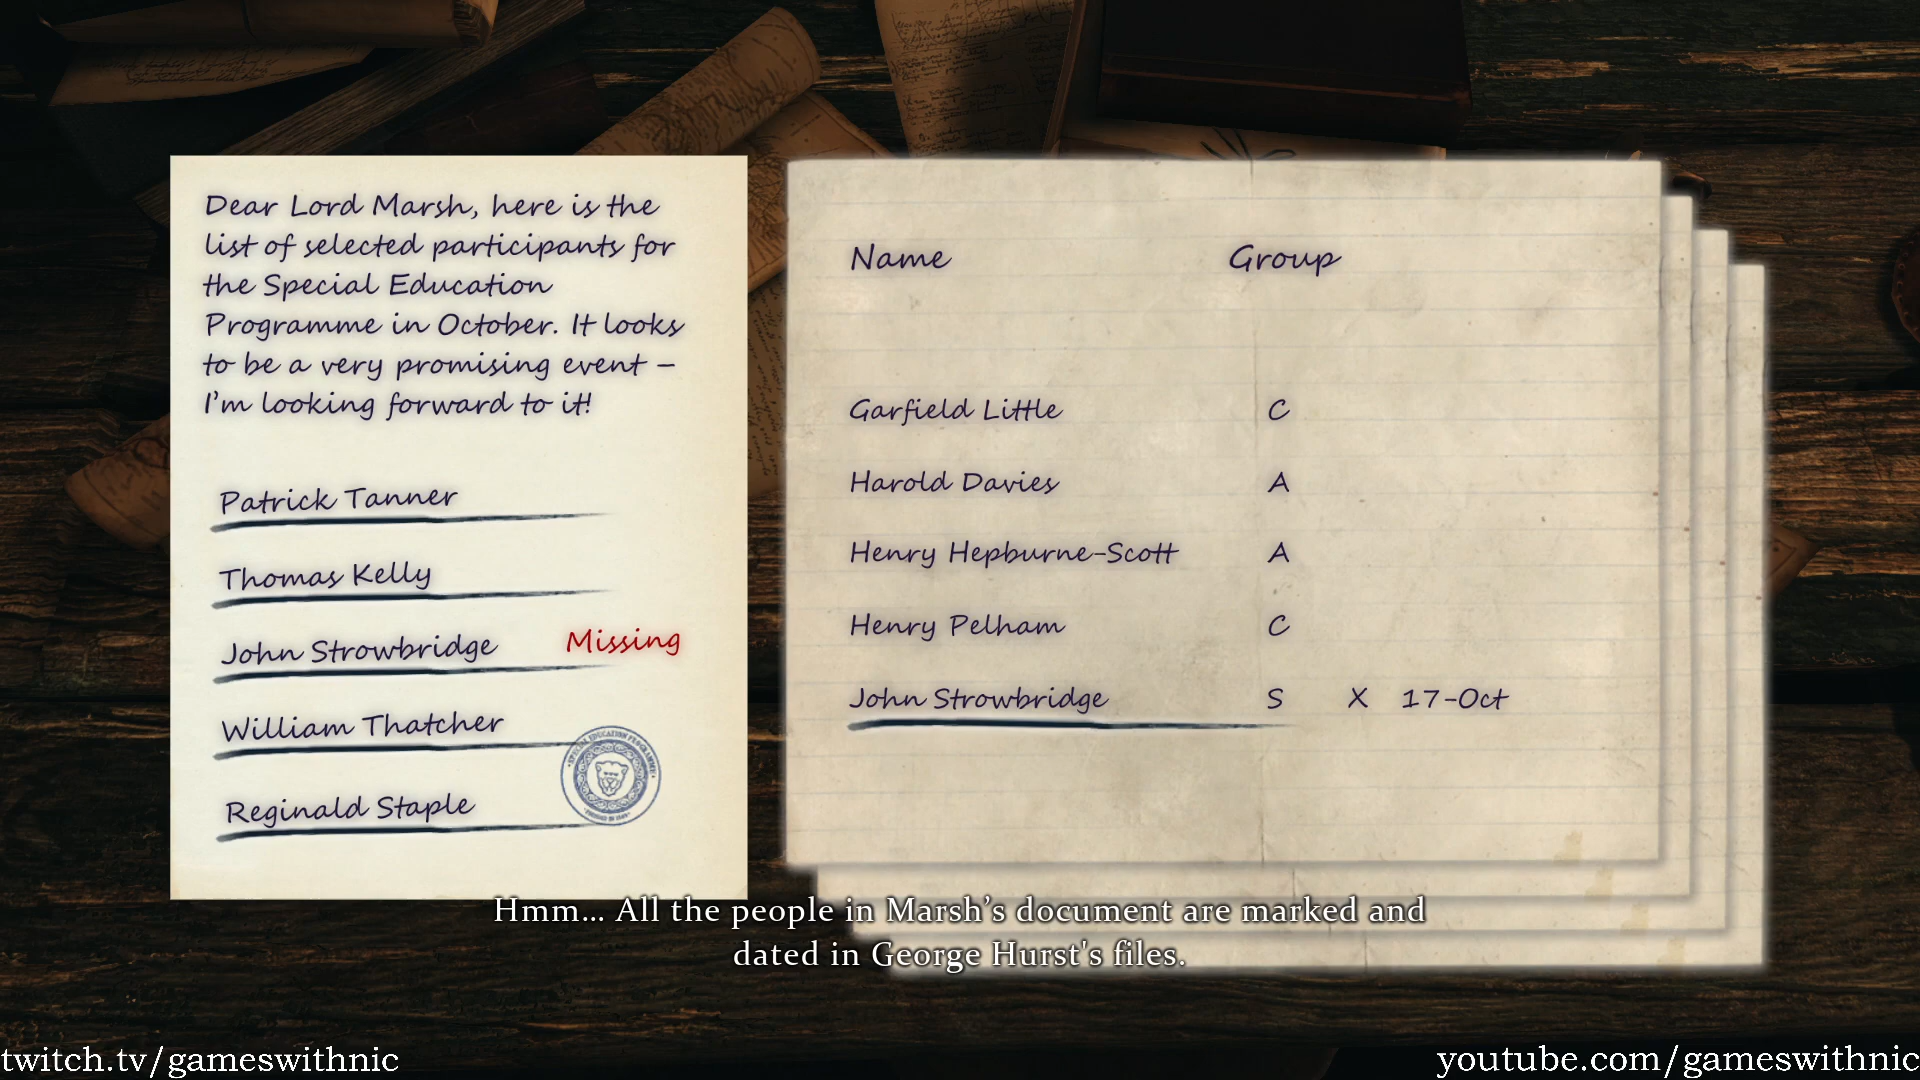 Dear Lord Marsh, here is the
list of selected participants for
the Special Education
Programme in October. It looks
to be a very promising event –
I'm looking forward to it!
Patrick Tanner
Thomas Kelly
John Strowbridge Missing
William Thatcher
Reginald Staple
SPECIAL EDUCATION PROGRAMME
Name Group
Garfield Little C
Harold Davies A
Henry Hepburne-Scott A
Henry Pelham C
John Strowbridge S X 17-Oct
Hmm... All the people in Marsh's document are marked and
dated in George Hurst's files.
twitch.tv/gameswithnic
youtube.com/gameswithnic